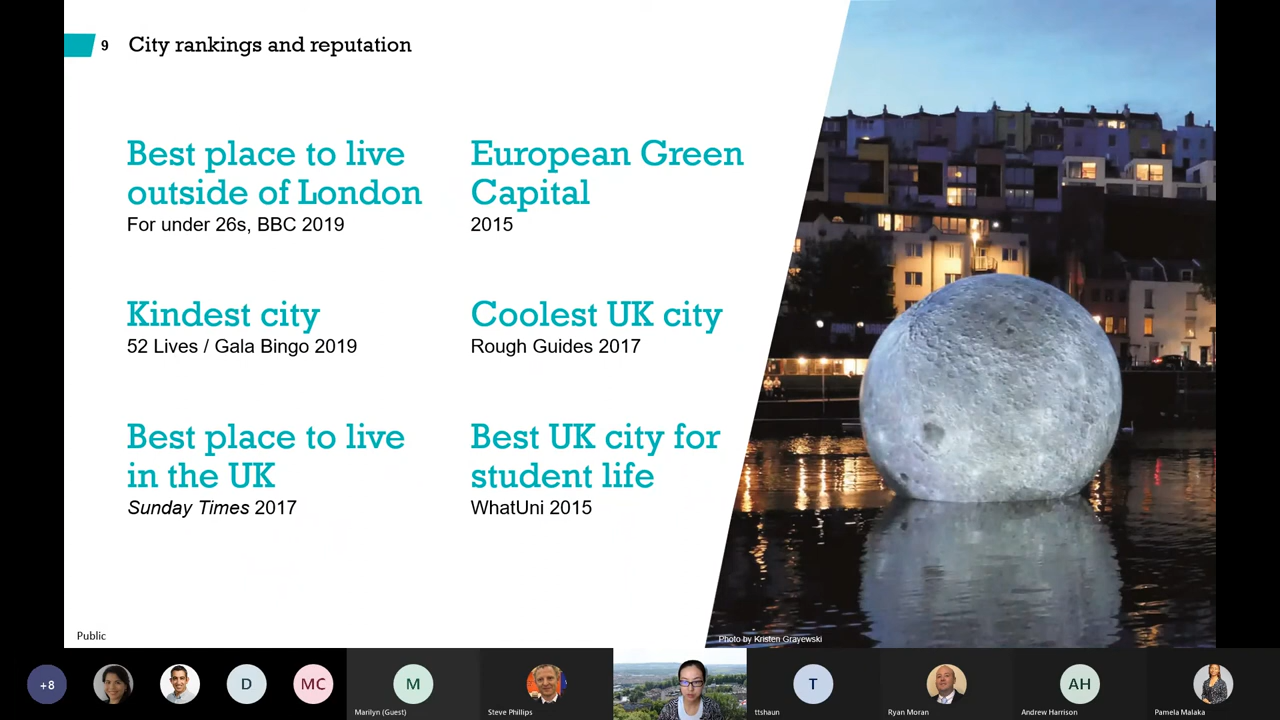 9 City rankings and reputation
Best place to live
outside of London
For under 26s, BBC 2019
European Green
Capital
2015
Kindest city
52 Lives / Gala Bingo 2019
Coolest UK city
Rough Guides 2017
Best place to live
in the UK
Sunday Times 2017
Best UK city for
student life
WhatUni 2015
Public
Photo by Kristen Grayewski
+8
D
MC
M
Marilyn (Guest)
Steve Phillips
T
ttshaun
Ryan Moran
AH
Andrew Harrison
Pamela Malaka